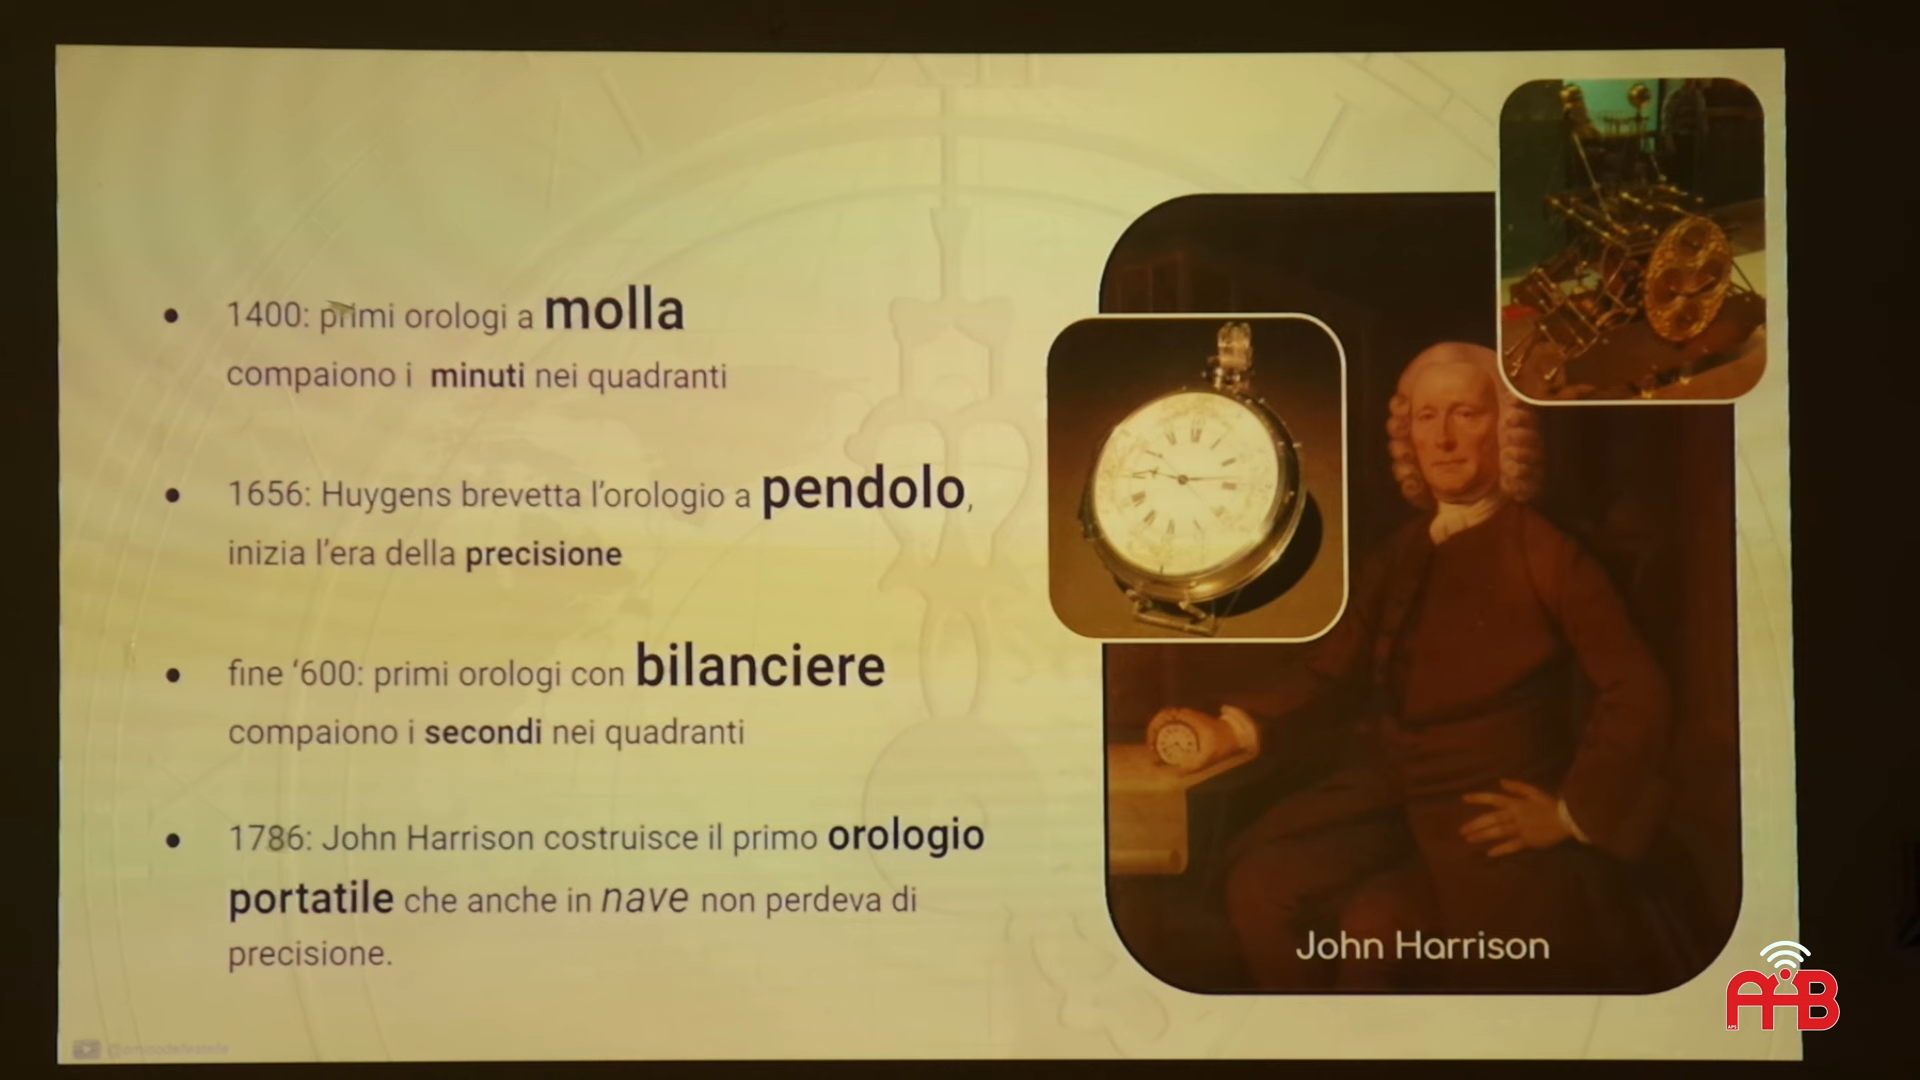 1400: primi orologi a molla
compaiono i minuti nei quadranti
1656: Huygens brevetta l'orologio a pendolo,
inizia l'era della precisione
fine '600: primi orologi con bilanciere
compaiono i secondi nei quadranti
1786: John Harrison costruisce il primo orologio
portatile che anche in nave non perdeva di
precisione.
John Harrison
AAB
APS